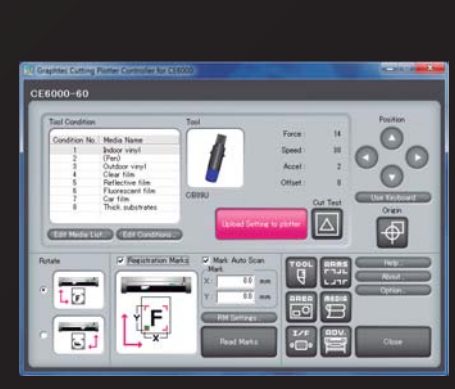 Graphtec Cutting Plotter Controller for CE6000
CE6000-60
Tool Condition
Condition No. Media Name
1 Indoor vinyl
2 (Pen)
3 Outdoor vinyl
4 Clear film
5 Reflective film
6 Fluorescent film
7 Car film
8 Thick substrates
Edit Media List... Edit Conditions...
Tool
CB09U
Force : 14
Speed : 30
Accel : 2
Offset : 0
Upload Setting to plotter
Cut Test
Position
Use Keyboard
Origin
Rotate
F
F
Registration Marks
Y F
X
Mark Auto Scan
Mark
X : 0.0 mm
Y : 0.0 mm
RM Settings...
Read Marks
TOOL ARMS
AREA MEDIA
I/F ADV.
Help...
About...
Option...
Close